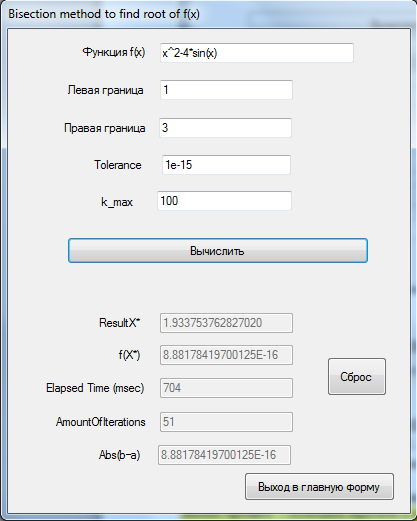 Bisection method to find root of f(x)
Функция f(x) x^2-4*sin(x)
Левая граница 1
Правая граница 3
Tolerance 1e-15
k_max 100
Вычислить
ResultX* 1.933753762827020
f(X*) 8.88178419700125E-16
Сброс
Elapsed Time (msec) 704
AmountOfIterations 51
Abs(b-a) 8.88178419700125E-16
Выход в главную форму